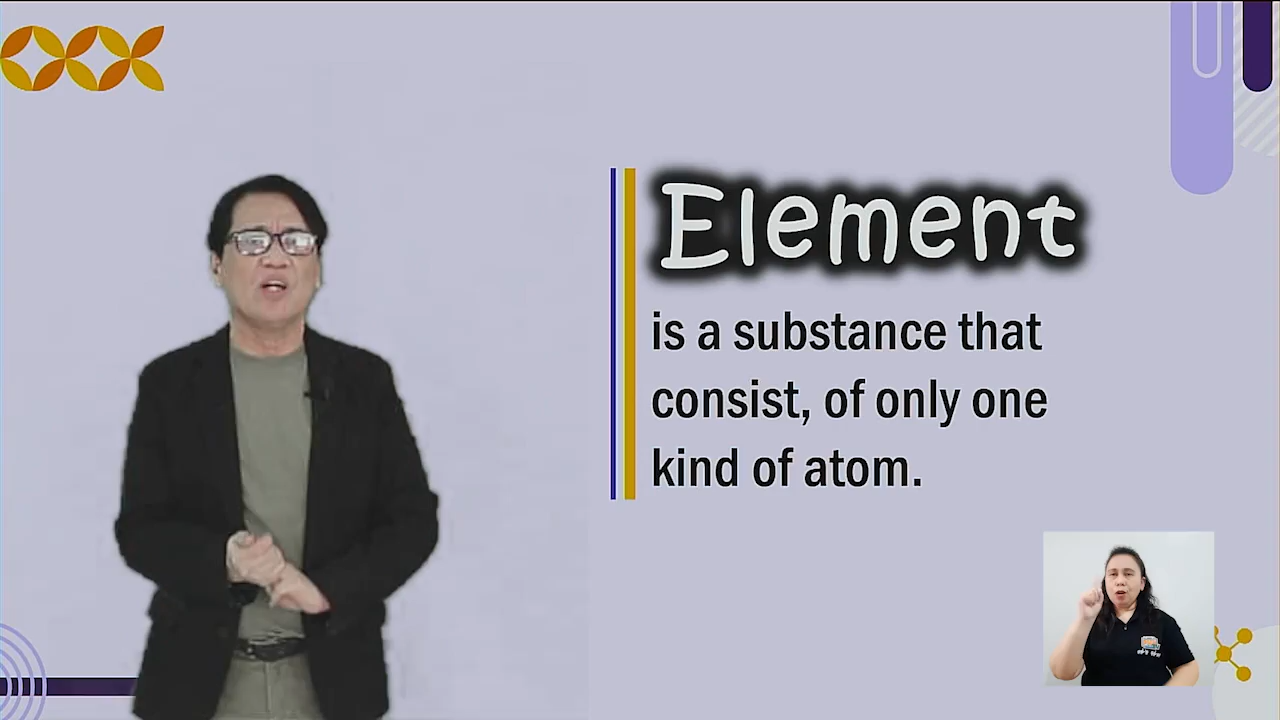 Element
is a substance that
consist, of only one
kind of atom.